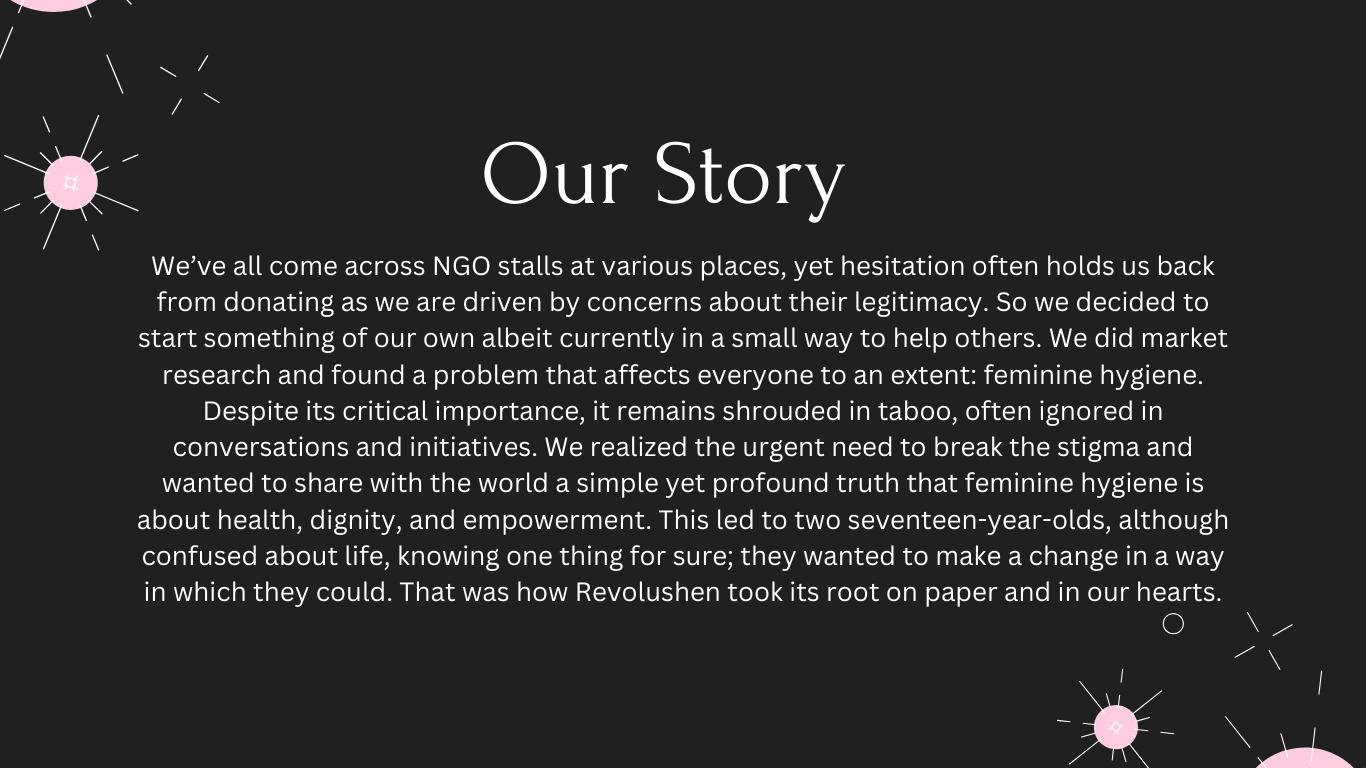 Our Story
We’ve all come across NGO stalls at various places, yet hesitation often holds us back
from donating as we are driven by concerns about their legitimacy. So we decided to
start something of our own albeit currently in a small way to help others. We did market
research and found a problem that affects everyone to an extent: feminine hygiene.
Despite its critical importance, it remains shrouded in taboo, often ignored in
conversations and initiatives. We realized the urgent need to break the stigma and
wanted to share with the world a simple yet profound truth that feminine hygiene is
about health, dignity, and empowerment. This led to two seventeen-year-olds, although
confused about life, knowing one thing for sure; they wanted to make a change in a way
in which they could. That was how Revolushen took its root on paper and in our hearts.